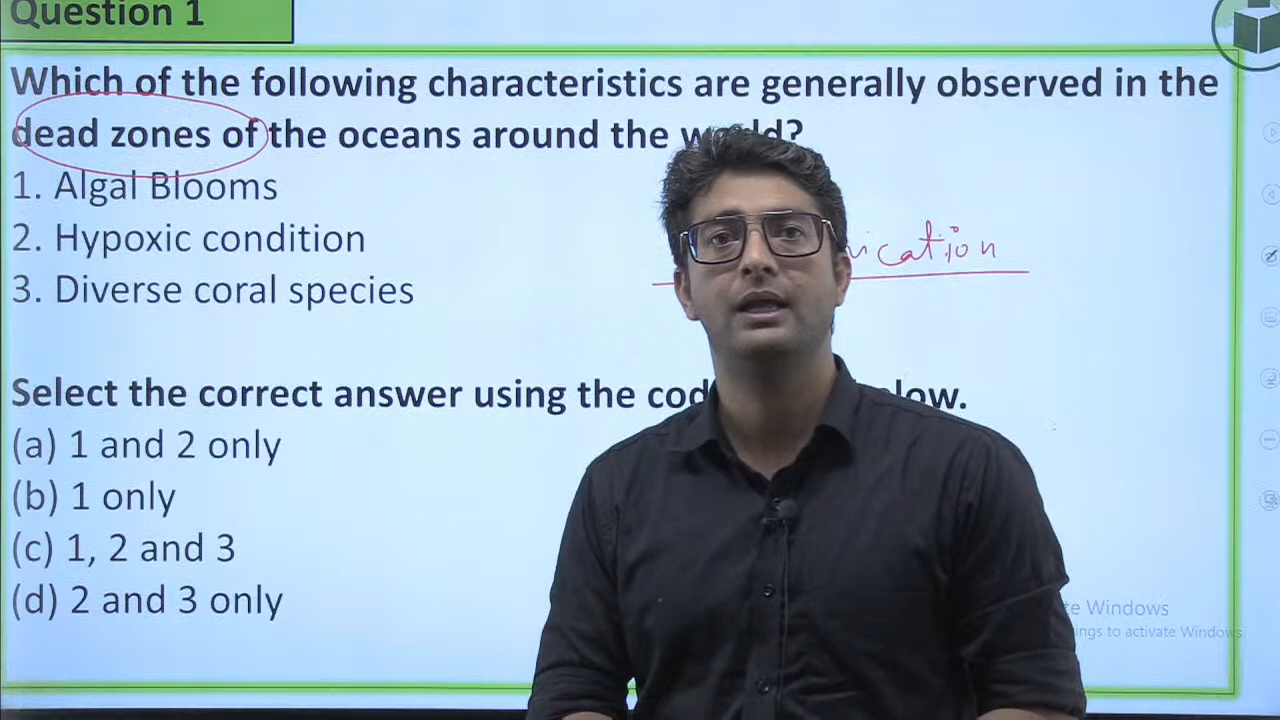 Question 1
Which of the following characteristics are generally observed in the
dead zones of the oceans around the world?
1. Algal Blooms
2. Hypoxic condition
3. Diverse coral species
Select the correct answer using the below.
(a) 1 and 2 only
(b) 1 only
(c) 1, 2 and 3
(d) 2 and 3 only
Windows
to activate Windows.